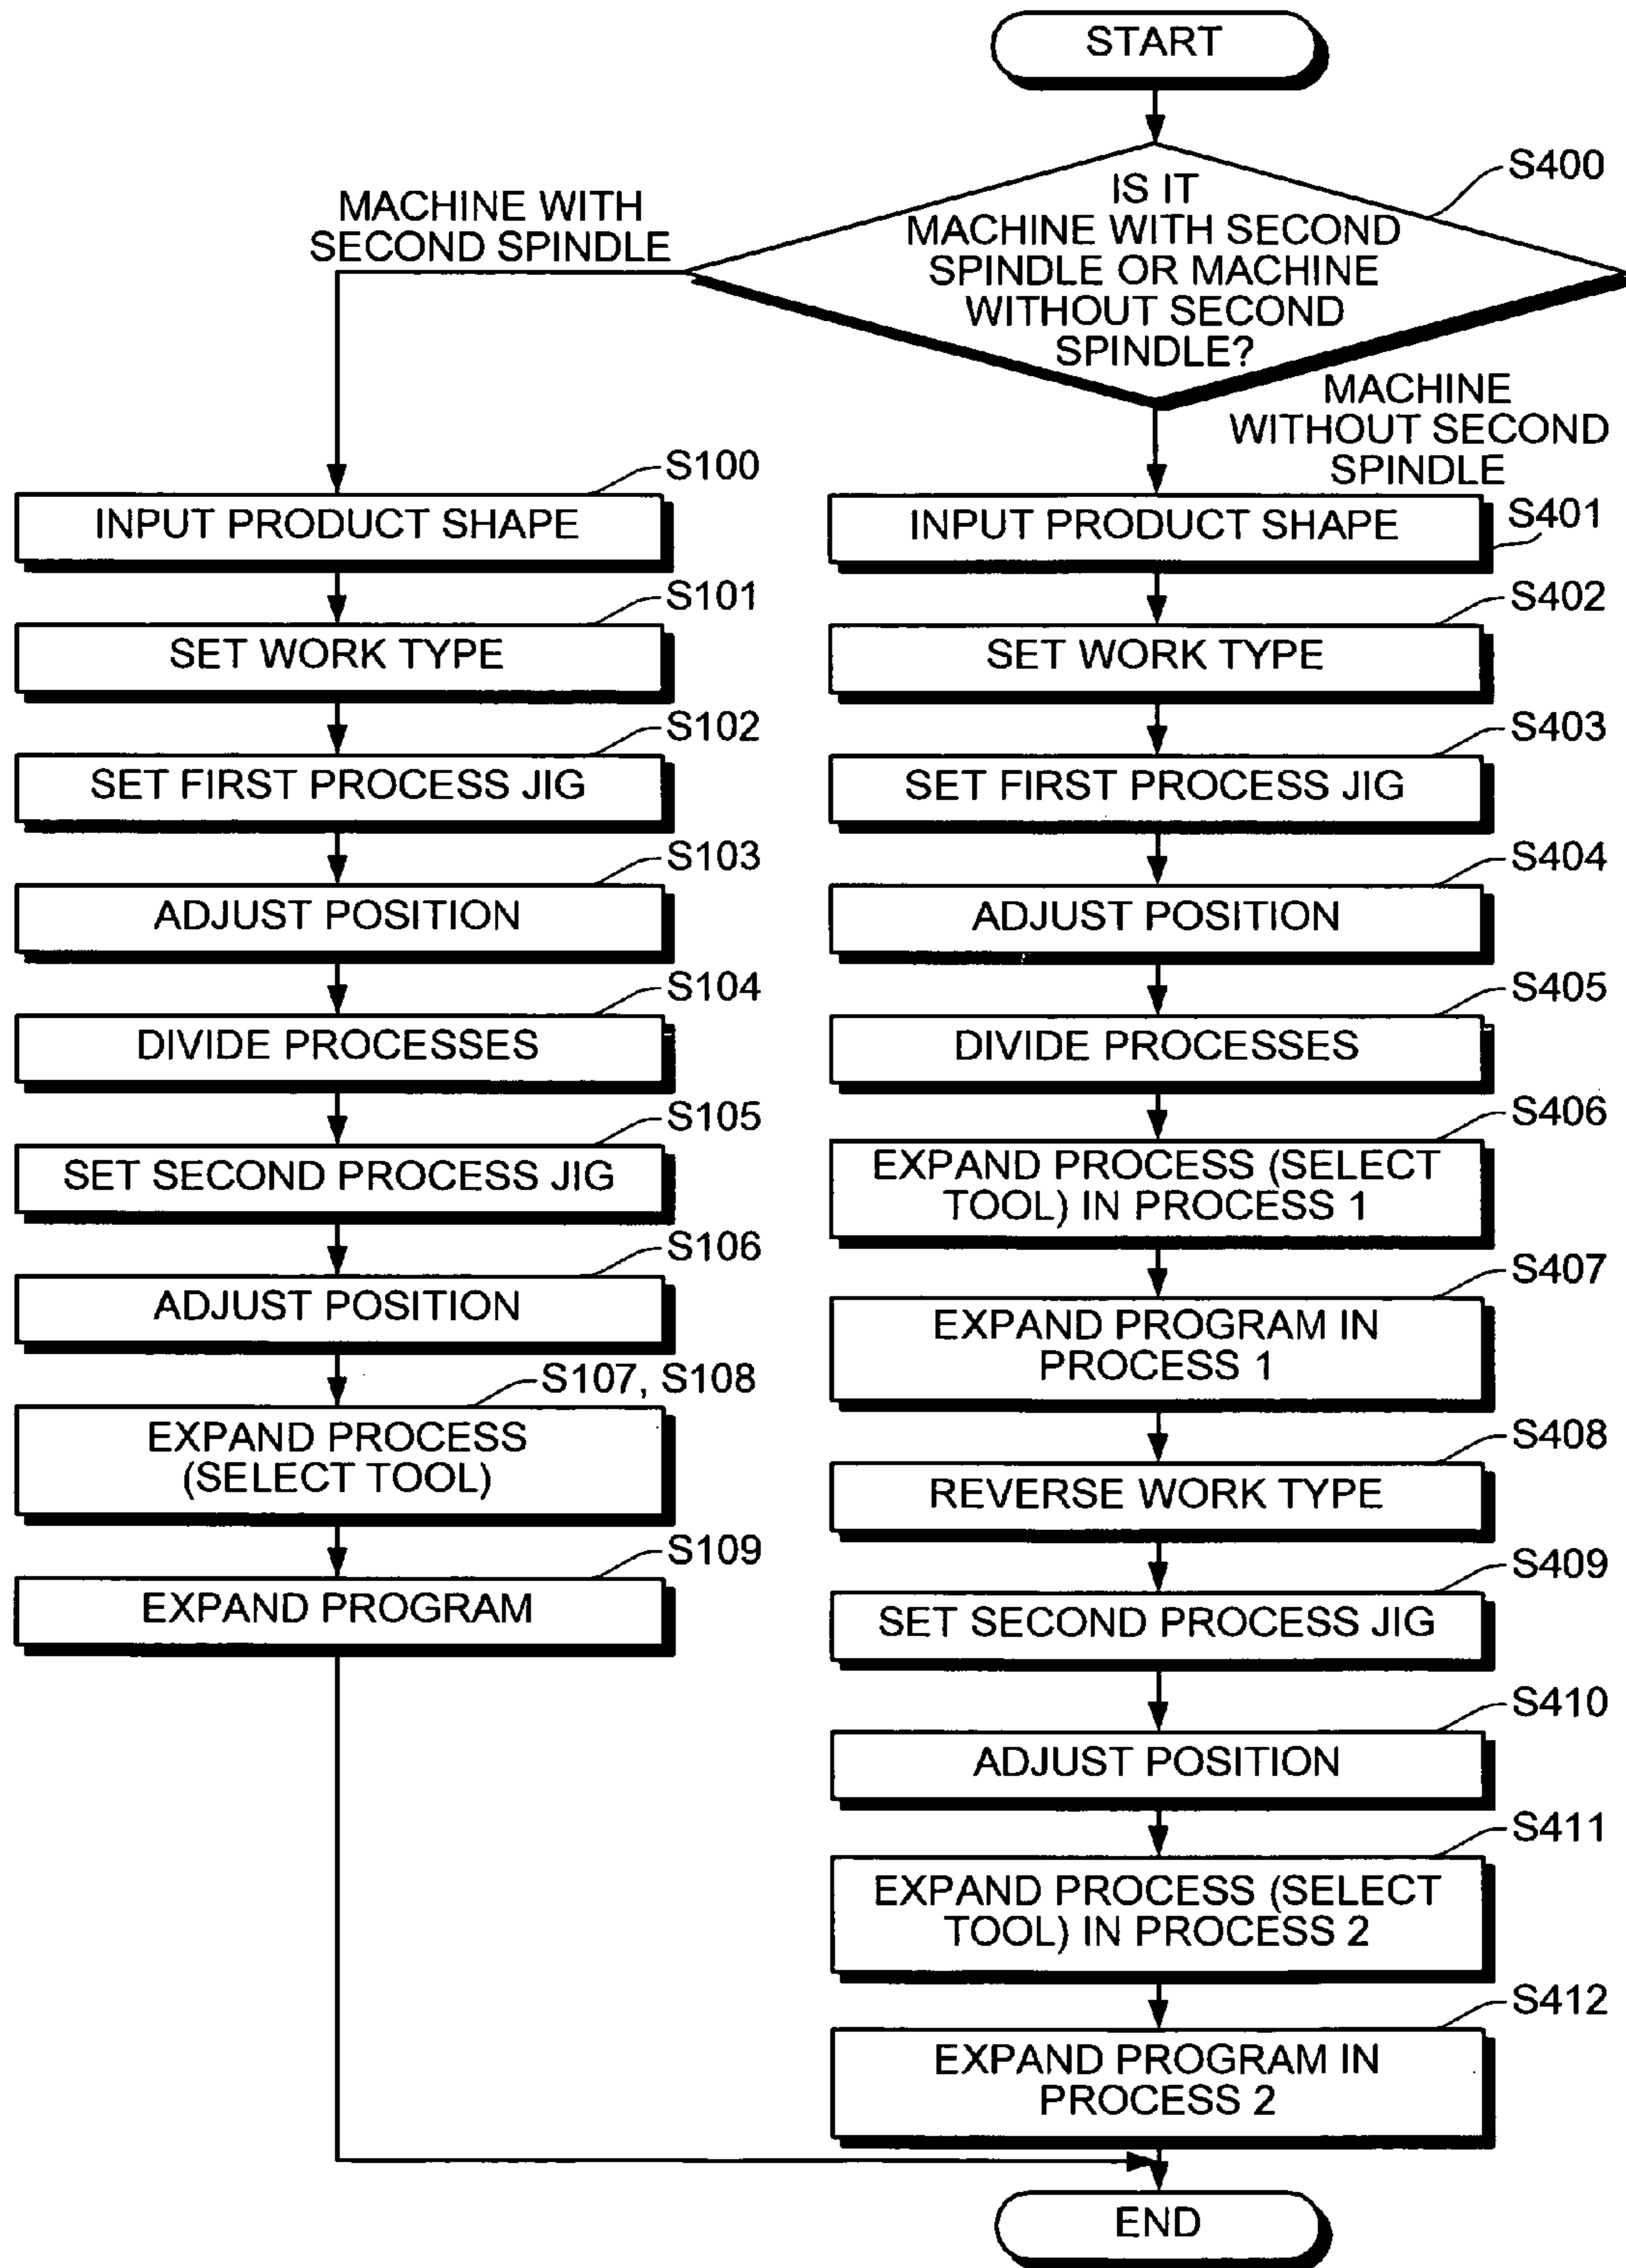 START
S400
IS IT
MACHINE WITH SECOND
SPINDLE OR MACHINE
WITHOUT SECOND
SPINDLE?
MACHINE WITH
SECOND SPINDLE
MACHINE
WITHOUT SECOND
SPINDLE
S100
INPUT PRODUCT SHAPE
S101
SET WORK TYPE
S102
SET FIRST PROCESS JIG
S103
ADJUST POSITION
S104
DIVIDE PROCESSES
S105
SET SECOND PROCESS JIG
S106
ADJUST POSITION
S107, S108
EXPAND PROCESS
(SELECT TOOL)
S109
EXPAND PROGRAM
S401
INPUT PRODUCT SHAPE
S402
SET WORK TYPE
S403
SET FIRST PROCESS JIG
S404
ADJUST POSITION
S405
DIVIDE PROCESSES
S406
EXPAND PROCESS (SELECT
TOOL) IN PROCESS 1
S407
EXPAND PROGRAM IN
PROCESS 1
S408
REVERSE WORK TYPE
S409
SET SECOND PROCESS JIG
S410
ADJUST POSITION
S411
EXPAND PROCESS (SELECT
TOOL) IN PROCESS 2
S412
EXPAND PROGRAM IN
PROCESS 2
END